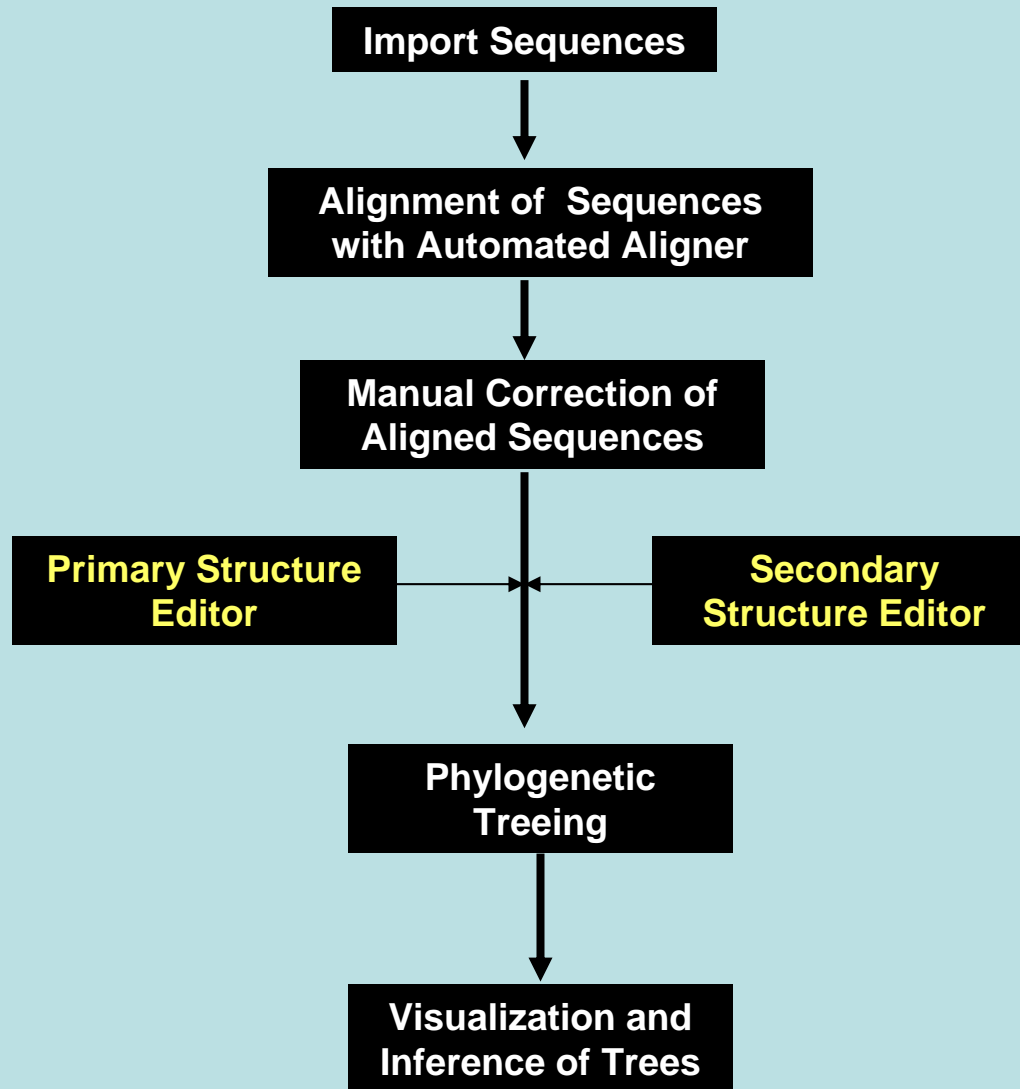 Import Sequences
Alignment of  Sequences
with Automated Aligner
Manual Correction of
Aligned Sequences
Primary Structure
Editor
Secondary
Structure Editor
Phylogenetic
Treeing
Visualization and
Inference of Trees